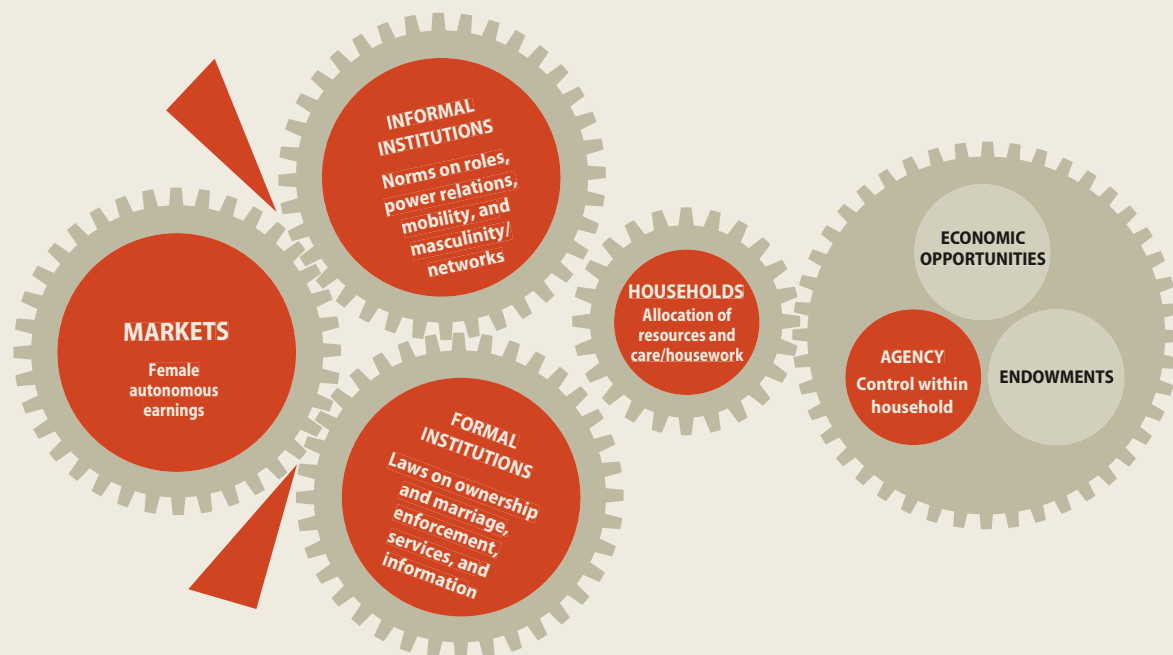 MARKETS
Female
autonomous
earnings
INFORMAL
INSTITUTIONS
Norms on roles,
power relations,
mobility, and
masculinity/
networks
FORMAL
INSTITUTIONS
Laws on ownership
and marriage,
enforcement,
services, and
information
HOUSEHOLDS
Allocation of
resources and
care/housework
ECONOMIC
OPPORTUNITIES
AGENCY
Control within
household
ENDOWMENTS